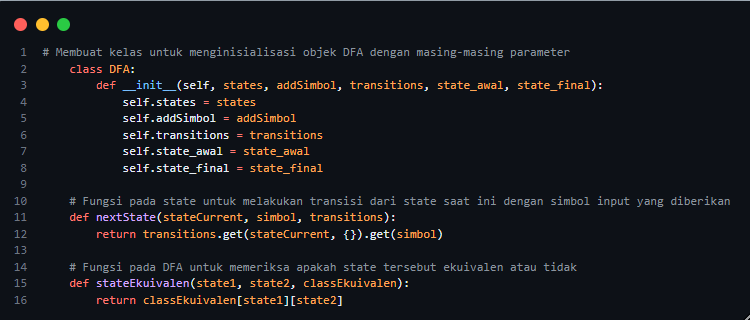 1 # Membuat kelas untuk menginisialisasi objek DFA dengan masing-masing parameter
2     class DFA:
3         def __init__(self, states, addSimbol, transitions, state_awal, state_final):
4             self.states = states
5             self.addSimbol = addSimbol
6             self.transitions = transitions
7             self.state_awal = state_awal
8             self.state_final = state_final
9
10     # Fungsi pada state untuk melakukan transisi dari state saat ini dengan simbol input yang diberikan
11     def nextState(stateCurrent, simbol, transitions):
12         return transitions.get(stateCurrent, {}).get(simbol)
13
14     # Fungsi pada DFA untuk memeriksa apakah state tersebut ekuivalen atau tidak
15     def stateEkuivalen(state1, state2, classEkuivalen):
16         return classEkuivalen[state1][state2]